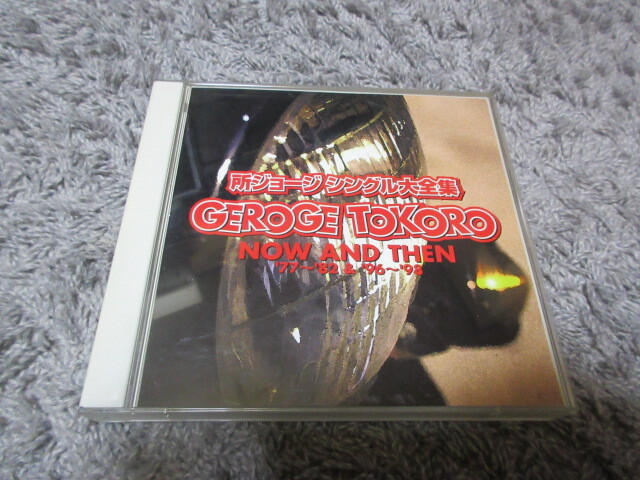 所ジョージ シングル大全集
GEROGE TOKORO
NOW AND THEN
'77～'82 & '96～'98